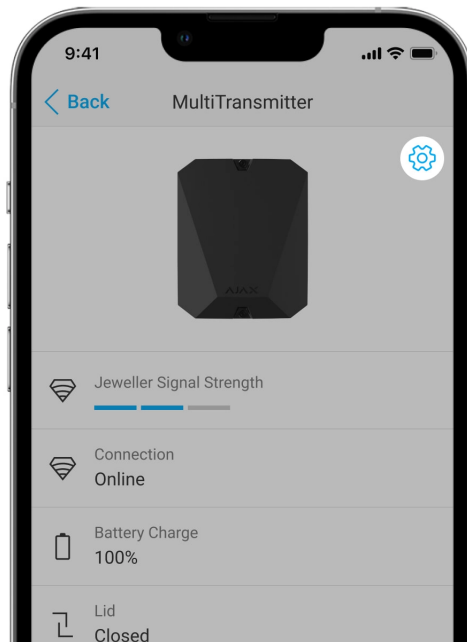 9:41
Back
MultiTransmitter
AJAX
Jeweller Signal Strength
Connection
Online
Battery Charge
100%
Lid
Closed